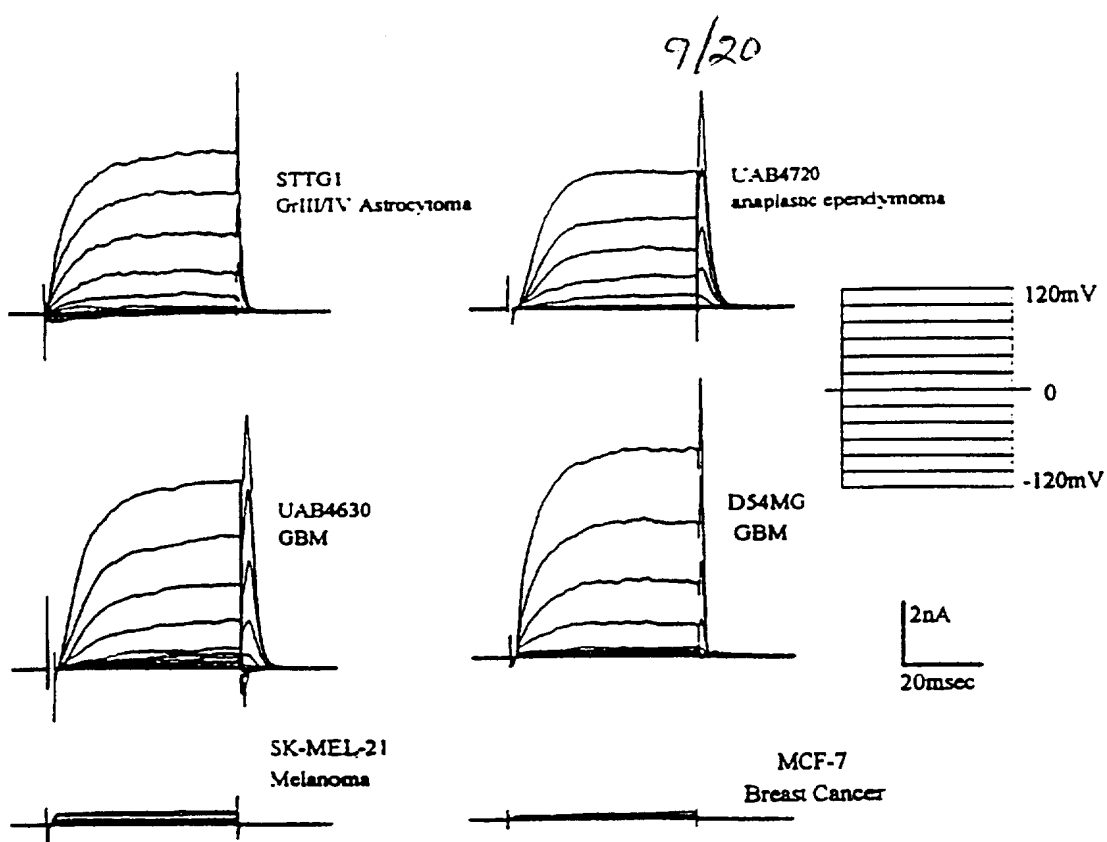 9/20
STTG1
GrIII/IV Astrocytoma
UAB4720
anaplastic ependymoma
120mV
0
-120mV
UAB4630
GBM
D54MG
GBM
2nA
20msec
SK-MEL-21
Melanoma
MCF-7
Breast Cancer